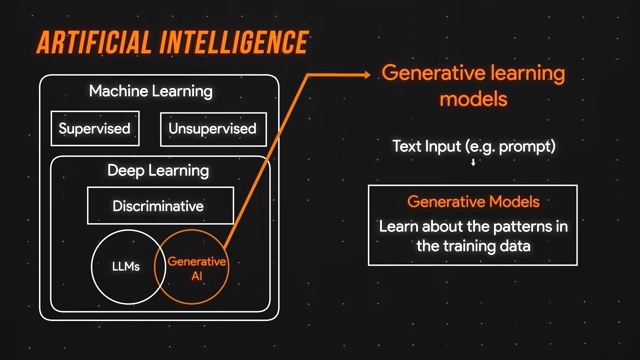 ARTIFICIAL INTELLIGENCE
Machine Learning
Supervised
Unsupervised
Deep Learning
Discriminative
LLMs
Generative
AI
Generative learning
models
Text Input (e.g. prompt)
Generative Models
Learn about the patterns in
the training data